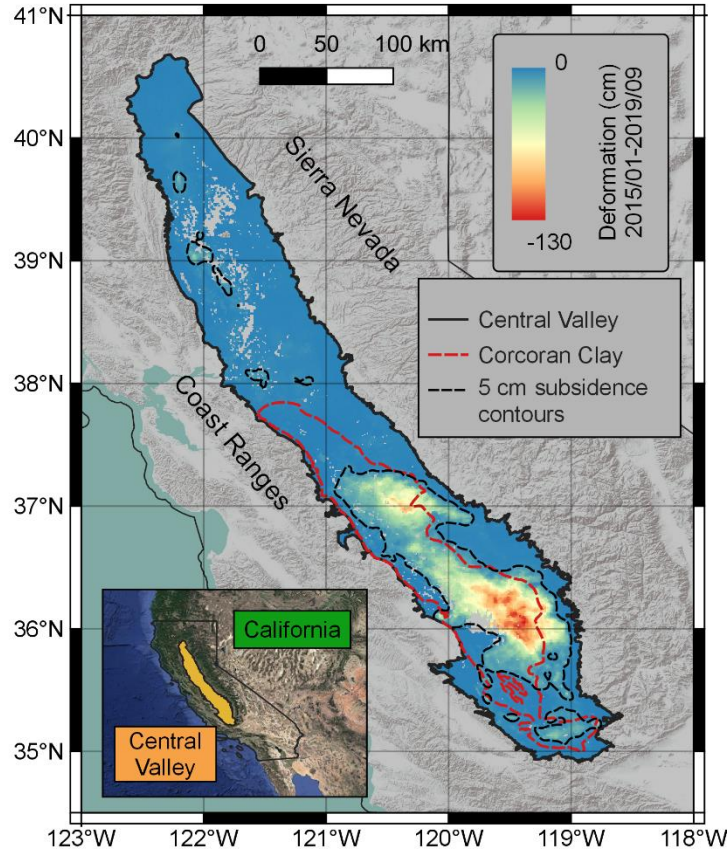 41°N
40°N
39°N
38°N
37°N
36°N
35°N
123°W
122°W
121°W
120°W
119°W
118°W
0
50
100 km
Sierra Nevada
Coast Ranges
0
-130
Deformation (cm)
2015/01-2019/09
Central Valley
Corcoran Clay
5 cm subsidence
contours
California
Central
Valley